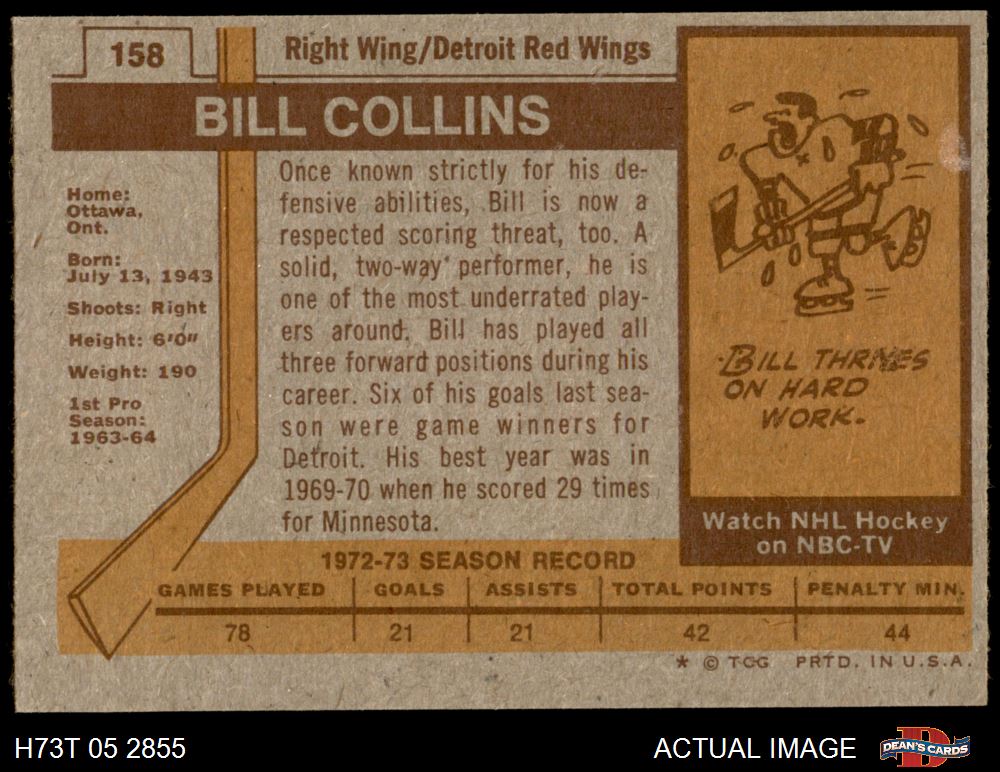 158
Right Wing/Detroit Red Wings
BILL COLLINS
Home:
Ottawa,
Ont.
Born:
July 13, 1943
Shoots: Right
Height: 6'0"
Weight: 190
1st Pro
Season:
1963-64
Once known strictly for his de-
fensive abilities, Bill is now a
respected scoring threat, too. A
solid, two-way performer, he is
one of the most underrated play-
ers around. Bill has played all
three forward positions during his
career. Six of his goals last sea-
son were game winners for
Detroit. His best year was in
1969-70 when he scored 29 times
for Minnesota.
BILL THRIVES
ON HARD
WORK.
Watch NHL Hockey
on NBC-TV
1972-73 SEASON RECORD
GAMES PLAYED GOALS ASSISTS TOTAL POINTS PENALTY MIN.
78 21 21 42 44
* © TCG PRTD. IN U.S.A.
H73T 05 2855
ACTUAL IMAGE
D
DEAN'S CARDS